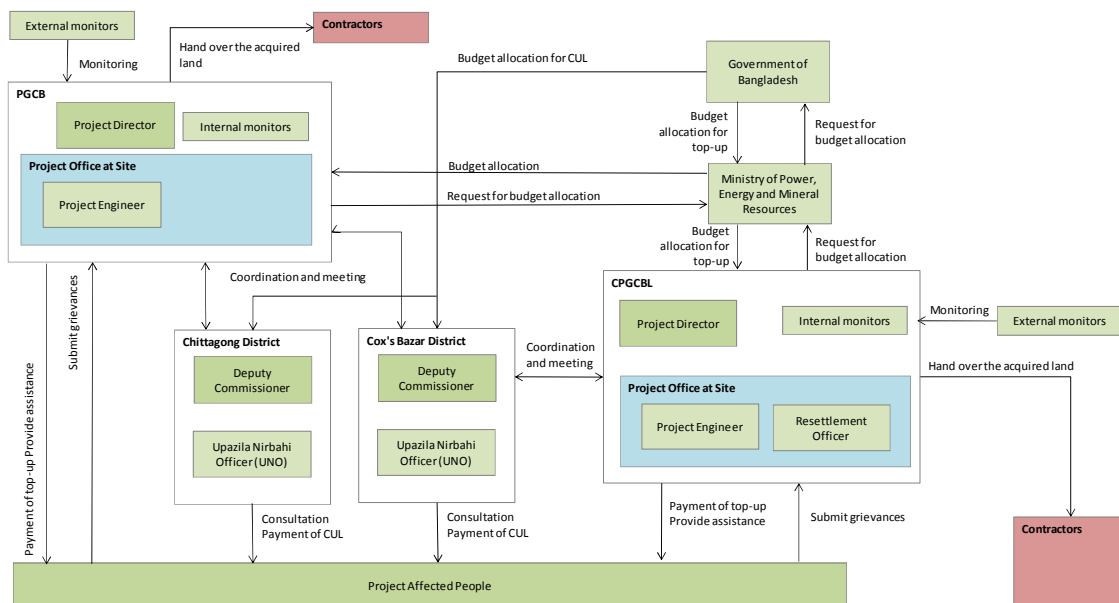 External monitors
Contractors
Hand over the acquired
land
Monitoring
Budget allocation for CUL
Government of
Bangladesh
PGCB
Project Director
Internal monitors
Budget
allocation for
top-up
Request for
budget allocation
Project Office at Site
Project Engineer
Budget allocation
Request for budget allocation
Ministry of Power,
Energy and Mineral
Resources
Budget
allocation for
top-up
Request for
budget allocation
Coordination and meeting
Payment of top-up Provide assistance
Submit grievances
Chittagong District
Deputy
Commissioner
Upazila Nirbahi
Officer (UNO)
Cox's Bazar District
Deputy
Commissioner
Upazila Nirbahi
Officer (UNO)
Coordination
and meeting
CPGCBL
Project Director
Internal monitors
Monitoring
External monitors
Project Office at Site
Project Engineer
Resettlement
Officer
Hand over the acquired land
Contractors
Consultation
Payment of CUL
Consultation
Payment of CUL
Payment of top-up
Provide assistance
Submit grievances
Project Affected People